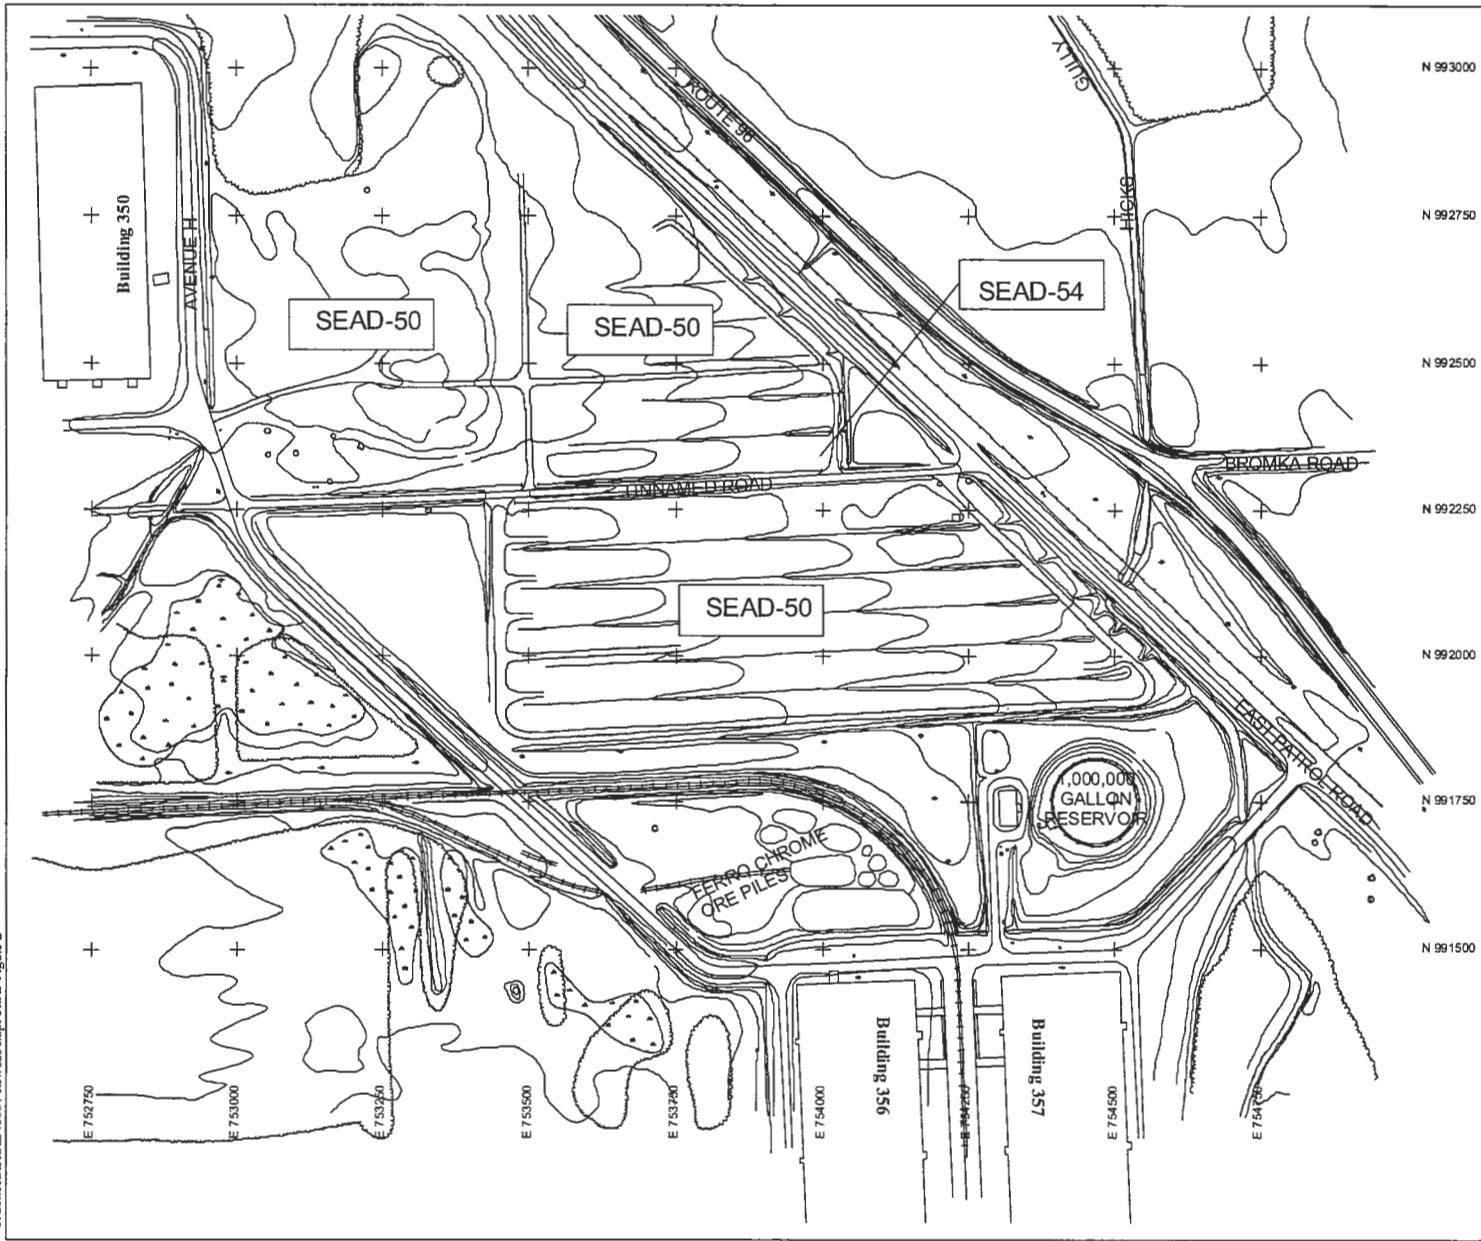 N 993000
GULLY
ROUTE 96
HICKS
N 992750
Building 350
AVENUE H
SEAD-54
SEAD-50
SEAD-50
N 992500
BROMKA ROAD
UNNAMED ROAD
N 992250
SEAD-50
N 992000
EAST PATROL ROAD
1,000,000
GALLON
RESERVOIR
N 991750
FERRO CHROME
ORE PILES
N 991500
Building 356
Building 357
E 752750
E 753000
E 753250
E 753500
E 753750
E 754000
E 754250
E 754500
E 754750